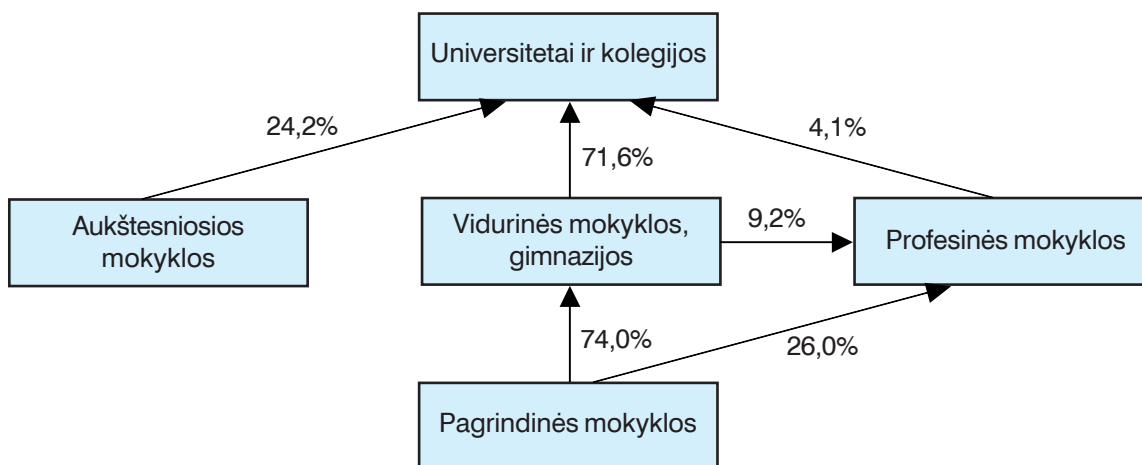 Universitetai ir kolegijos
24,2%
71,6%
4,1%
Aukštesniosios
mokyklos
Vidurinės mokyklos,
gimnazijos
9,2%
Profesinės mokyklos
74,0%
26,0%
Pagrindinės mokyklos